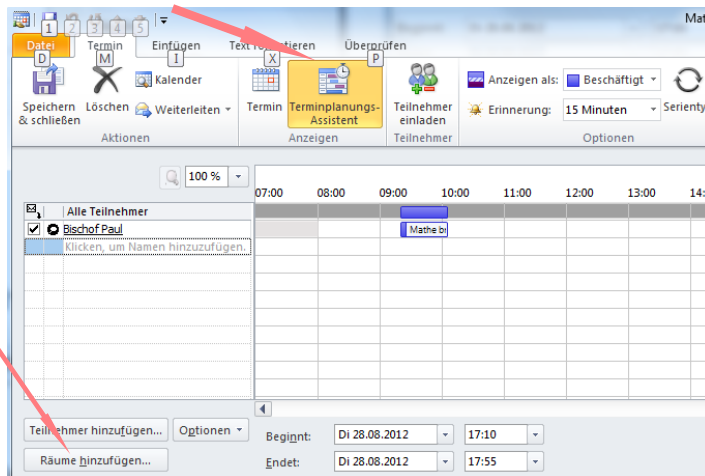 Mat
1 2 3 4 5
Datei Termin Einfügen Text formatieren Überprüfen
D M I X P
Speichern & schließen
Löschen
Kalender
Weiterleiten
Termin
Terminplanungs-Assistent
Teilnehmer einladen
Anzeigen als: Beschäftigt
Erinnerung: 15 Minuten
Serienty
Aktionen Anzeigen Teilnehmer Optionen
100 %
07:00 08:00 09:00 10:00 11:00 12:00 13:00 14:
Alle Teilnehmer
Bischof Paul
Mathe br
Klicken, um Namen hinzuzufügen.
Teilnehmer hinzufügen... Optionen
Beginnt: Di 28.08.2012 17:10
Räume hinzufügen...
Endet: Di 28.08.2012 17:55